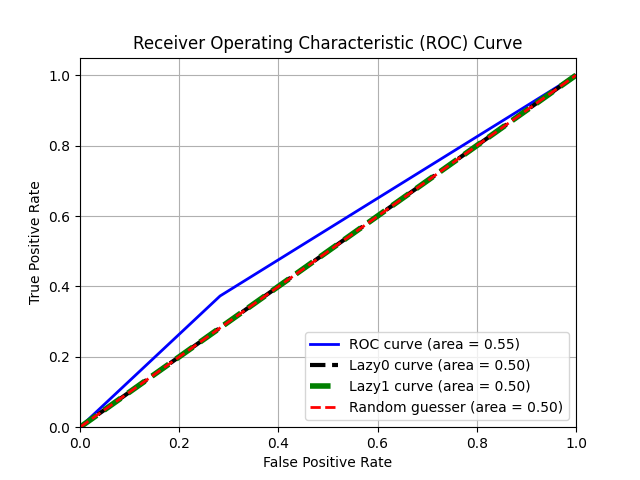 Receiver Operating Characteristic (ROC) Curve
1.0
0.8
0.6
0.4
0.2
0.0
True Positive Rate
ROC curve (area = 0.55)
Lazy0 curve (area = 0.50)
Lazy1 curve (area = 0.50)
Random guesser (area = 0.50)
0.0 0.2 0.4 0.6 0.8 1.0
False Positive Rate